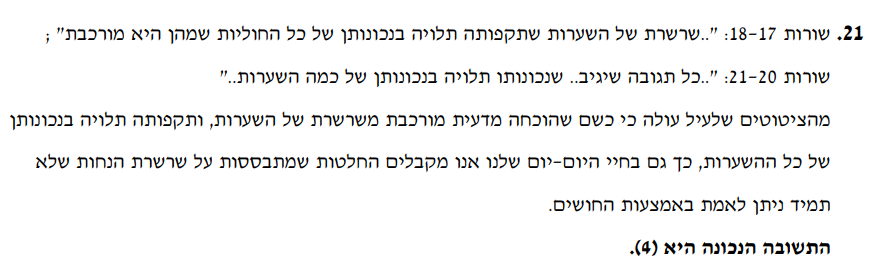 21. שורות 18-17: "..שרשרת של השערות שתקפותה תלויה בנכונותן של כל החוליות שמהן היא מורכבת" ;
שורות 21-20: "..כל תגובה שיגיב.. שנכונותו תלויה בנכונותן של כמה השערות.."
מהציטוטים שלעיל עולה כי כשם שהוכחה מדעית מורכבת משרשרת של השערות, ותקפותה תלויה בנכונותן
של כל ההשערות, כך גם בחיי היום-יום שלנו אנו מקבלים החלטות שמתבססות על שרשרת הנחות שלא
תמיד ניתן לאמת באמצעות החושים.
התשובה הנכונה היא (4).